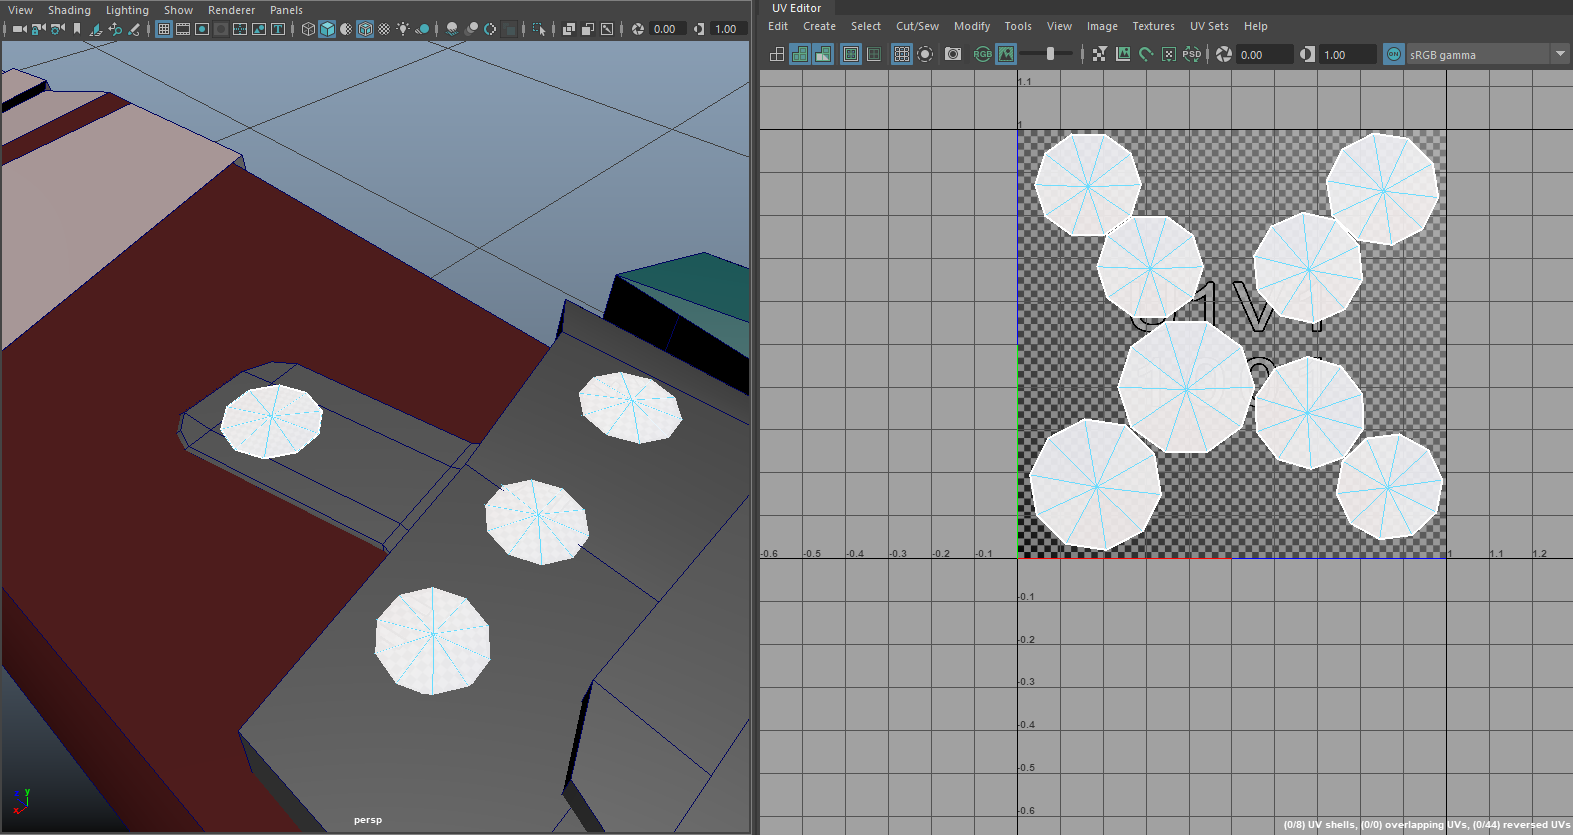 View Shading Lighting Show Renderer Panels
0.00 1.00
persp
y
x
UV Editor
Edit Create Select Cut/Sew Modify Tools View Image Textures UV Sets Help
RGB PSD 0.00 1.00 ON sRGB gamma
1.1
1
-0.6 -0.5 -0.4 -0.3 -0.2 -0.1 1 1.1 1.2
-0.1
-0.2
-0.3
-0.4
-0.5
-0.6
(0/8) UV shells, (0/0) overlapping UVs, (0/44) reversed UVs